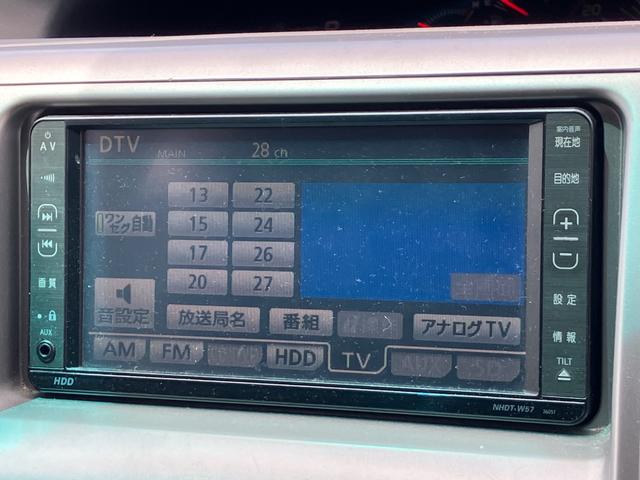 20
AV
画質
AUX
HDD
DTV MAIN 28 ch
13 22
15 24
17 26
20 27
ワンセグ 自動
音設定 放送局名 番組 アナログTV
AM FM HDD TV AUX
案内音声
現在地
目的地
+
−
設定
情報
TILT
NHDT-W57 36051